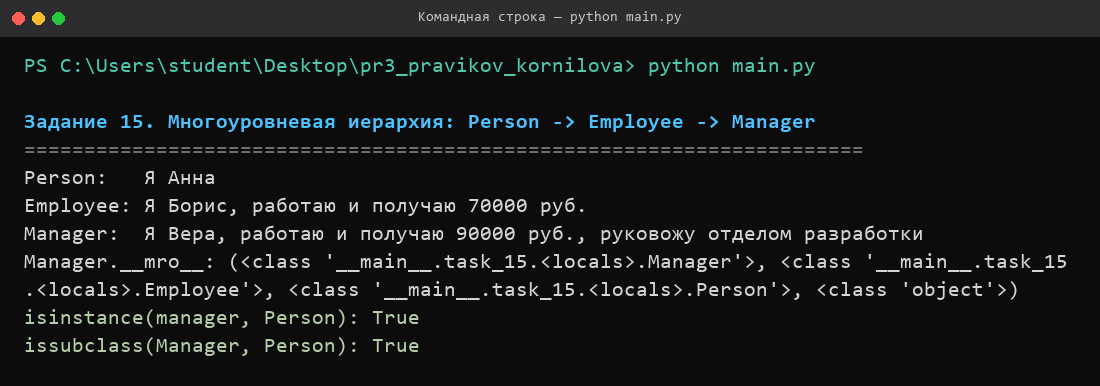 Командная строка — python main.py
PS C:\Users\student\Desktop\pr3_pravikov_kornilova> python main.py
Задание 15. Многоуровневая иерархия: Person -> Employee -> Manager
======================================================================
Person:   Я Анна
Employee: Я Борис, работаю и получаю 70000 руб.
Manager:  Я Вера, работаю и получаю 90000 руб., руковожу отделом разработки
Manager.__mro__: (<class '__main__.task_15.<locals>.Manager'>, <class '__main__.task_15
.<locals>.Employee'>, <class '__main__.task_15.<locals>.Person'>, <class 'object'>)
isinstance(manager, Person): True
issubclass(Manager, Person): True